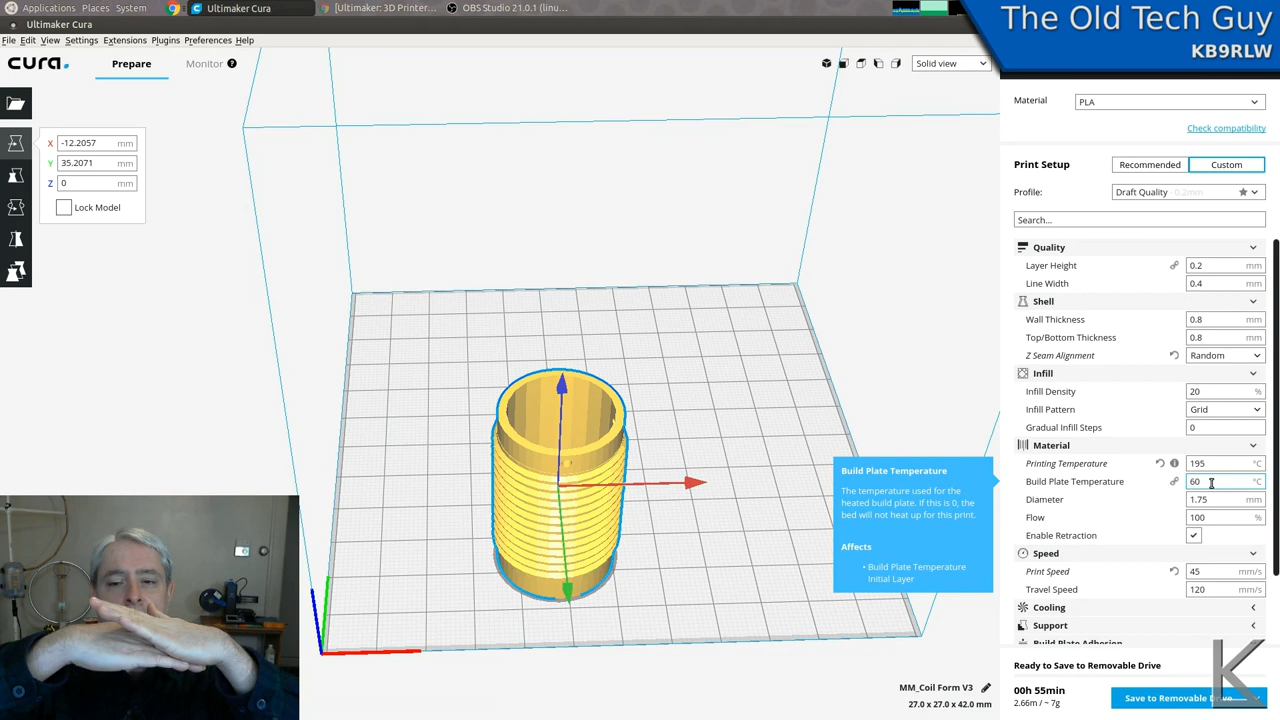 Applications Places System
Ultimaker Cura
[Ultimaker: 3D Printer...
OBS Studio 21.0.1 (linu...
The Old Tech Guy
KB9RLW
Ultimaker Cura
File Edit View Settings Extensions Plugins Preferences Help
cura.
Prepare
Monitor ?
Solid view
X -12.2057 mm
Y 35.2071 mm
Z 0 mm
Lock Model
Material PLA
Check compatibility
Print Setup Recommended Custom
Profile: Draft Quality - 0.2mm
Search...
Quality
Layer Height 0.2 mm
Line Width 0.4 mm
Shell
Wall Thickness 0.8 mm
Top/Bottom Thickness 0.8 mm
Z Seam Alignment Random
Infill
Infill Density 20 %
Infill Pattern Grid
Gradual Infill Steps 0
Material
Printing Temperature 195 °C
Build Plate Temperature 60 °C
Diameter 1.75 mm
Flow 100 %
Enable Retraction
Speed
Print Speed 45 mm/s
Travel Speed 120 mm/s
Cooling
Support
Build Plate Adhesion
Build Plate Temperature
The temperature used for the
heated build plate. If this is 0, the
bed will not heat up for this print.
Affects
• Build Plate Temperature
Initial Layer
MM_Coil Form V3
27.0 x 27.0 x 42.0 mm
Ready to Save to Removable Drive
00h 55min
2.66m / ~ 7g
Save to Removable Drive
K